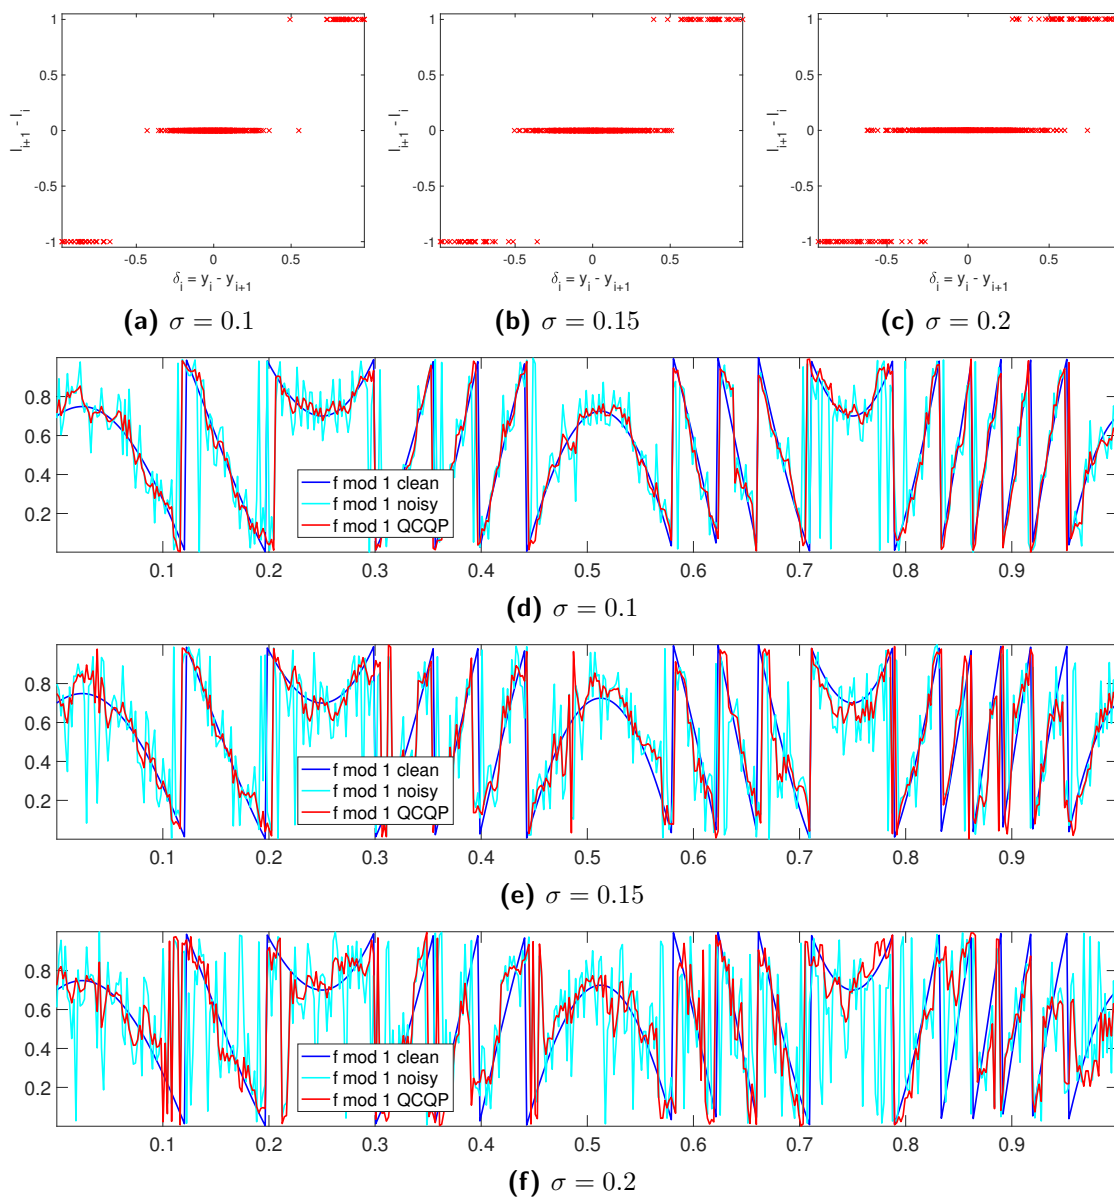 1
0.5
0
-0.5
-1
l_{i+1} - l_i
-0.5 0 0.5
δ_i = y_i - y_{i+1}
(a) σ = 0.1
1
0.5
0
-0.5
-1
l_{i+1} - l_i
-0.5 0 0.5
δ_i = y_i - y_{i+1}
(b) σ = 0.15
1
0.5
0
-0.5
-1
l_{i+1} - l_i
-0.5 0 0.5
δ_i = y_i - y_{i+1}
(c) σ = 0.2
0.8
0.6
0.4
0.2
f mod 1 clean
f mod 1 noisy
f mod 1 QCQP
0.1 0.2 0.3 0.4 0.5 0.6 0.7 0.8 0.9
(d) σ = 0.1
0.8
0.6
0.4
0.2
f mod 1 clean
f mod 1 noisy
f mod 1 QCQP
0.1 0.2 0.3 0.4 0.5 0.6 0.7 0.8 0.9
(e) σ = 0.15
0.8
0.6
0.4
0.2
f mod 1 clean
f mod 1 noisy
f mod 1 QCQP
0.1 0.2 0.3 0.4 0.5 0.6 0.7 0.8 0.9
(f) σ = 0.2